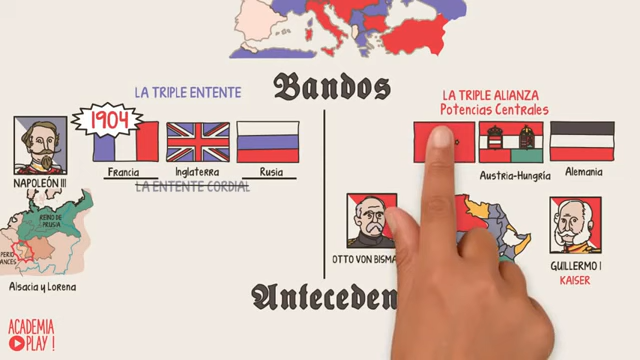 Bandos
LA TRIPLE ENTENTE
LA TRIPLE ALIANZA
Potencias Centrales
1904
NAPOLEÓN III
Francia
Inglaterra
Rusia
LA ENTENTE CORDIAL
Austria-Hungría
Alemania
REINO DE
PRUSIA
Alsacia y Lorena
OTTO VON BISMA
GUILLERMO I
KAISER
Anteceden
ACADEMIA
PLAY!